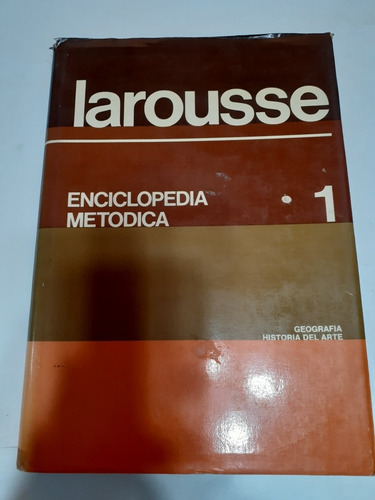 larousse
ENCICLOPEDIA
METODICA
1
GEOGRAFIA
HISTORIA DEL ARTE